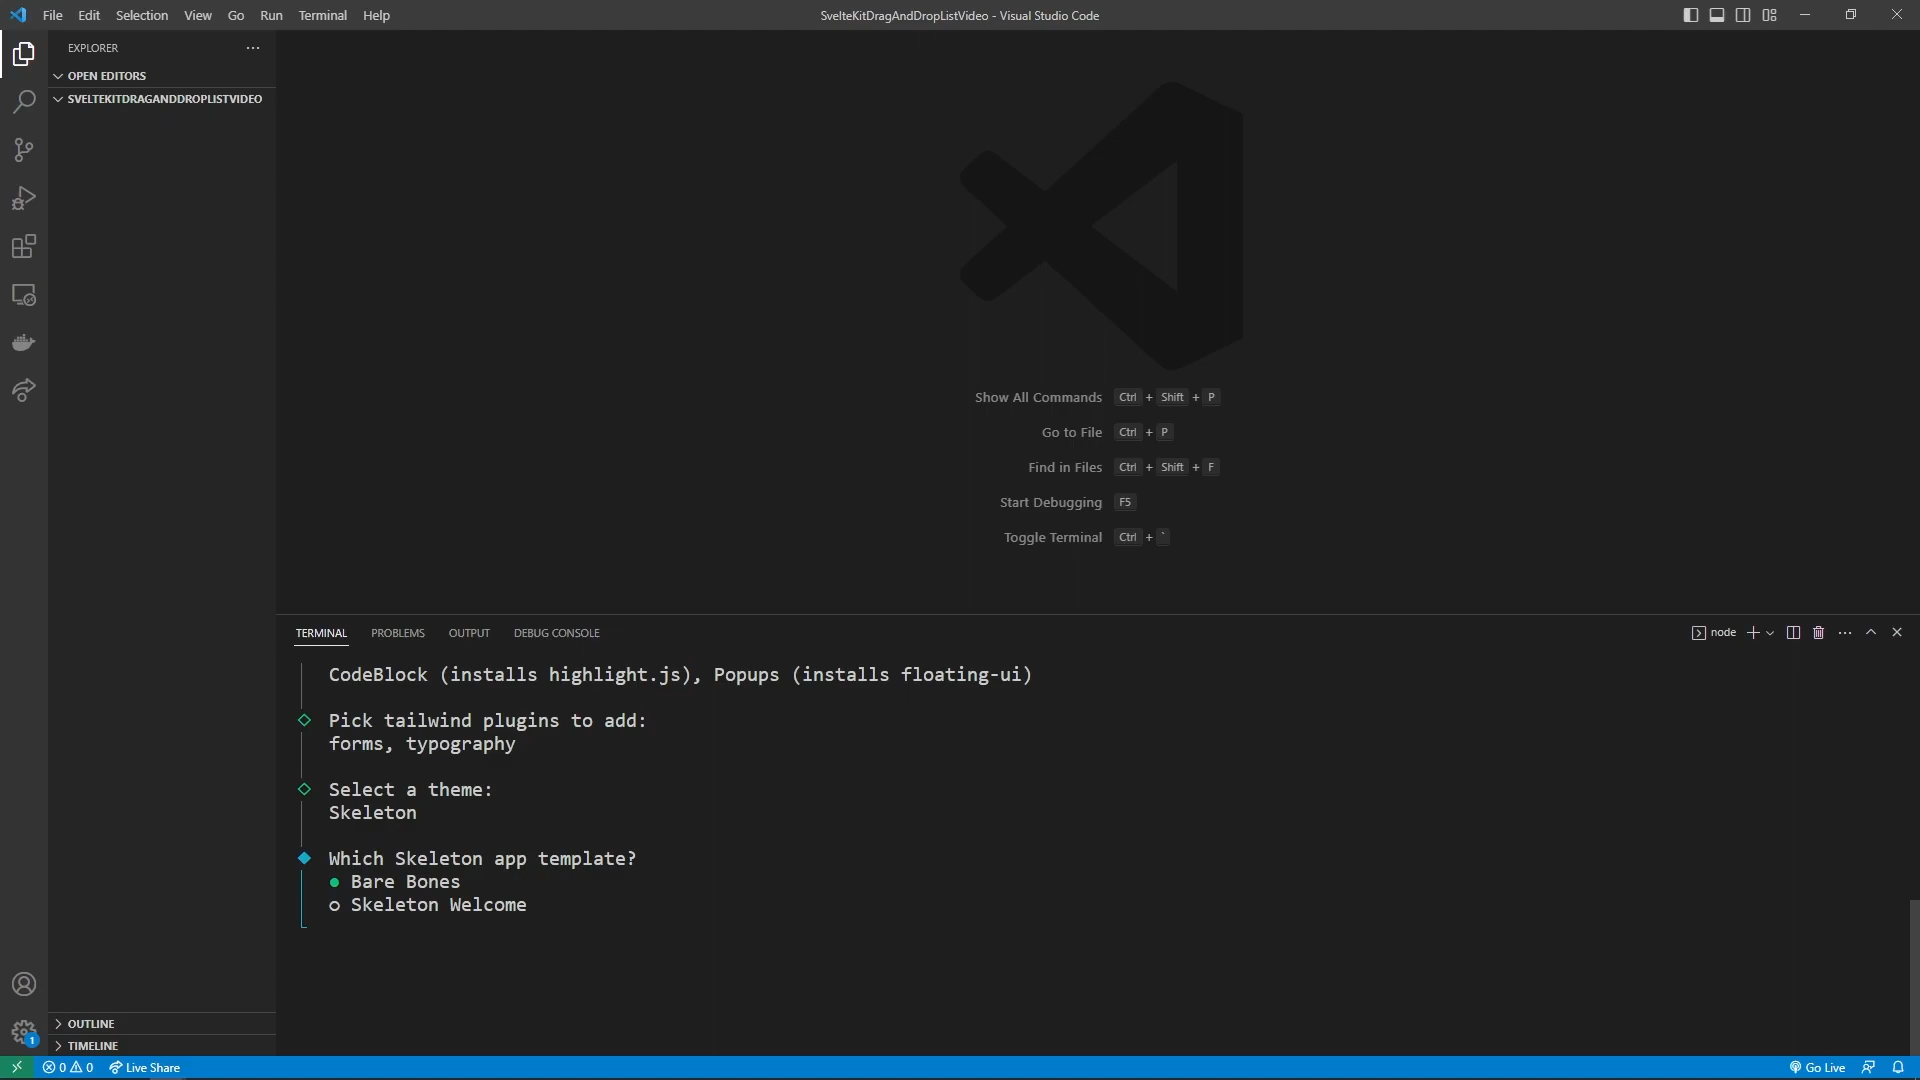 File Edit Selection View Go Run Terminal Help
SvelteKitDragAndDropListVideo - Visual Studio Code
EXPLORER
OPEN EDITORS
SVELTEKITDRAGANDDROPLISTVIDEO
Show All Commands Ctrl + Shift + P
Go to File Ctrl + P
Find in Files Ctrl + Shift + F
Start Debugging F5
Toggle Terminal Ctrl + `
TERMINAL PROBLEMS OUTPUT DEBUG CONSOLE
node
CodeBlock (installs highlight.js), Popups (installs floating-ui)
Pick tailwind plugins to add:
forms, typography
Select a theme:
Skeleton
Which Skeleton app template?
Bare Bones
Skeleton Welcome
OUTLINE
1
TIMELINE
0 0 Live Share
Go Live